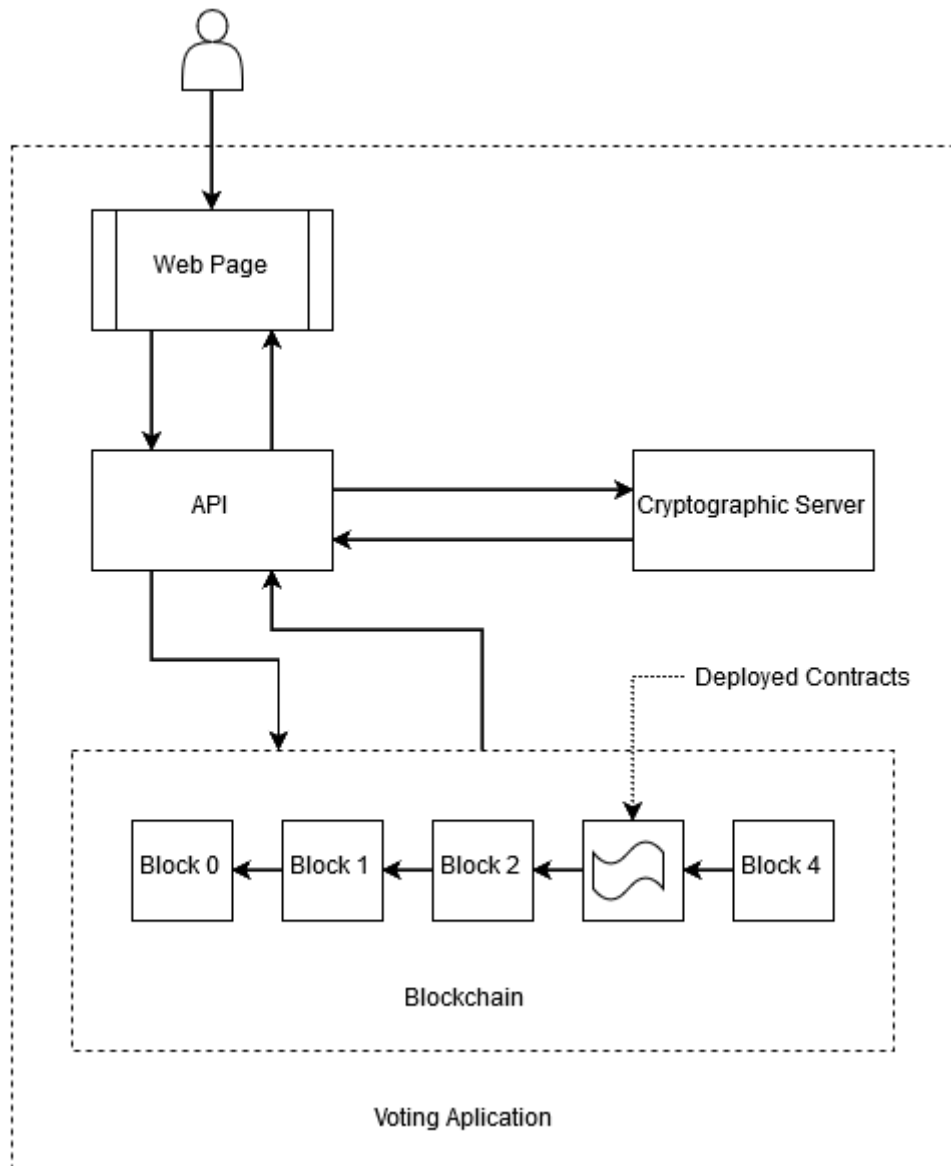 Web Page
API
Cryptographic Server
Deployed Contracts
Block 0
Block 1
Block 2
Block 4
Blockchain
Voting Aplication